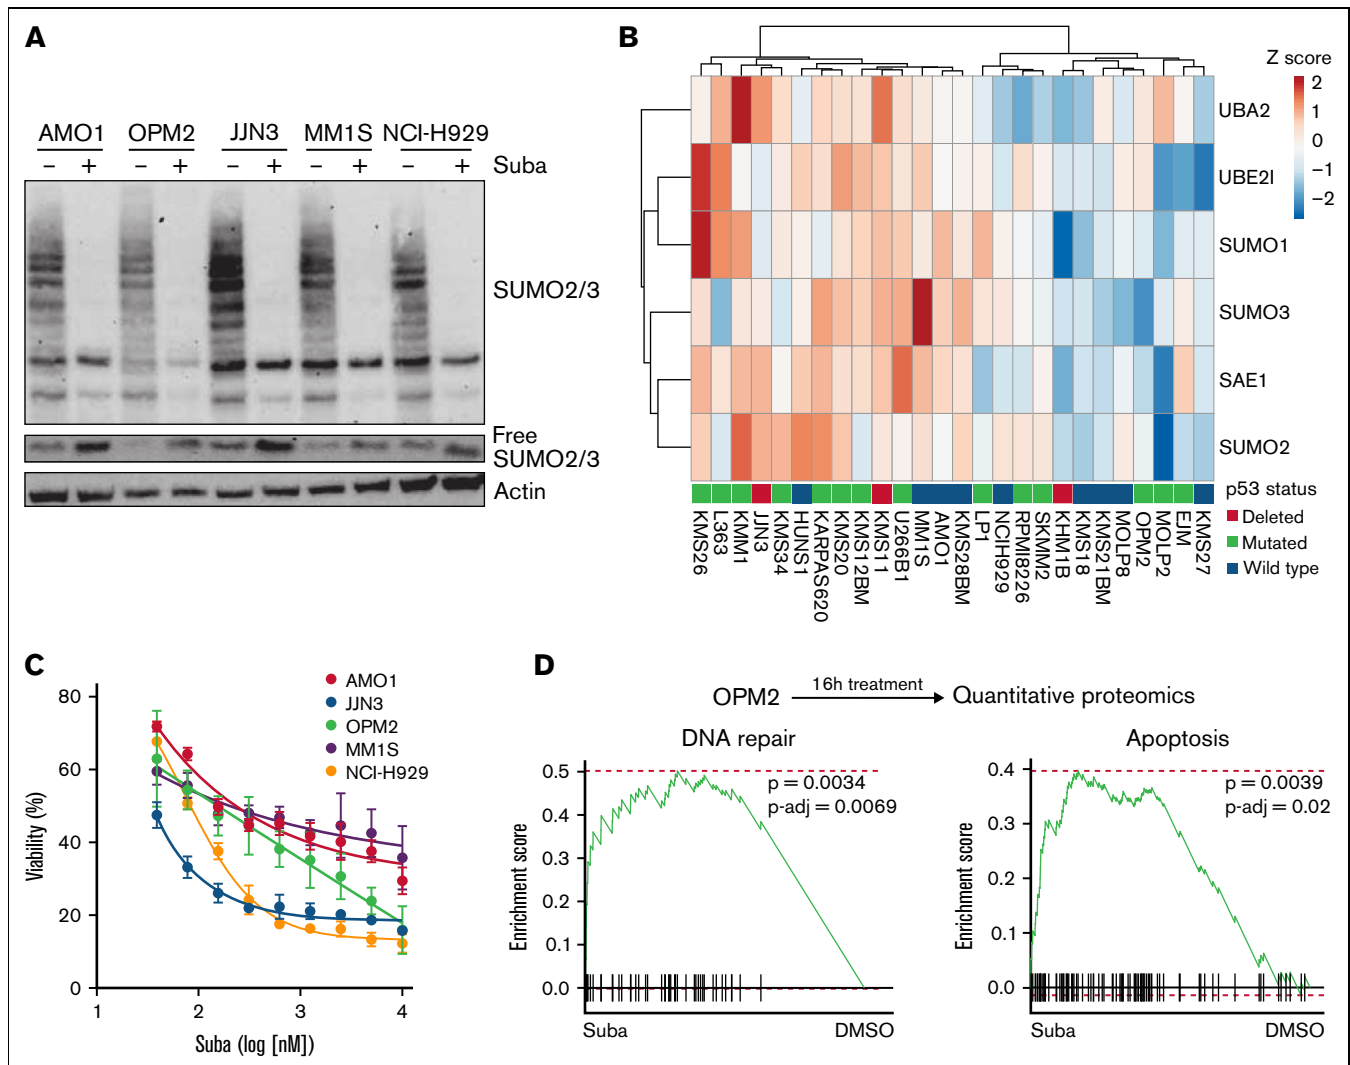 A
AMO1 OPM2 JJN3 MM1S NCI-H929
− + − + − + − + − + Suba
SUMO2/3
Free
SUMO2/3
Actin
B
Z score
2
1
0
−1
−2
UBA2
UBE2I
SUMO1
SUMO3
SAE1
SUMO2
p53 status
Deleted
Mutated
Wild type
KMS26
L363
KMM1
JJN3
KMS34
HUNS1
KARPAS620
KMS20
KMS12BM
KMS11
U266B1
MM1S
AMO1
KMS28BM
LP1
NCIH929
RPMI8226
SKMM2
KHM1B
KMS18
KMS21BM
MOLP8
OPM2
MOLP2
EJM
KMS27
C
AMO1
JJN3
OPM2
MM1S
NCI-H929
Viability (%)
80
60
40
20
0
1 2 3 4
Suba (log [nM])
D
OPM2 16h treatment Quantitative proteomics
DNA repair
p = 0.0034
p-adj = 0.0069
Enrichment score
0.5
0.4
0.3
0.2
0.1
0.0
Suba DMSO
Apoptosis
p = 0.0039
p-adj = 0.02
Enrichment score
0.4
0.3
0.2
0.1
0.0
Suba DMSO